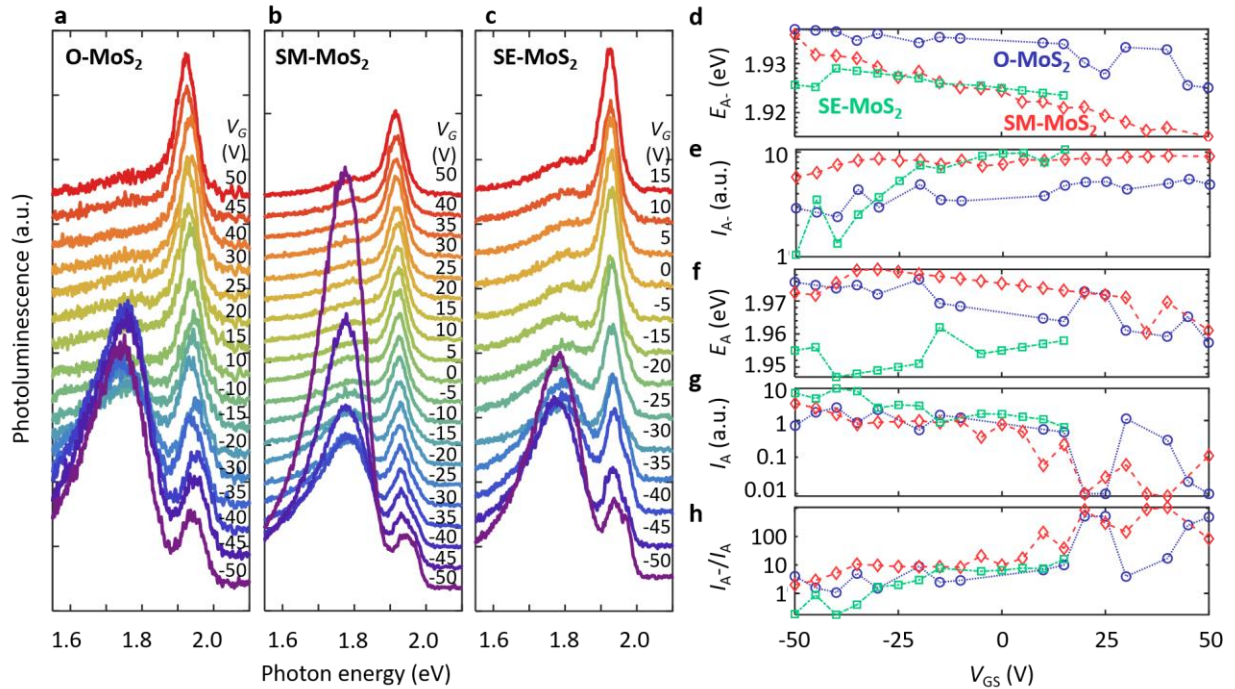 a
b
c
d
O-MoS2
SM-MoS2
SE-MoS2
VG
(V)
50
45
40
30
25
20
15
10
-10
-15
-20
-30
-35
-40
-45
-50
VG
(V)
50
40
35
30
25
20
15
10
5
0
-5
-10
-15
-20
-25
-30
-35
-40
-45
-50
VG
(V)
15
10
5
0
-5
-10
-15
-20
-25
-30
-35
-40
-45
-50
Photoluminescence (a.u.)
1.6
1.8
2.0
1.6
1.8
2.0
1.6
1.8
2.0
Photon energy (eV)
EA- (eV)
1.93
1.92
O-MoS2
SE-MoS2
SM-MoS2
e
IA- (a.u.)
10
1
f
EA (eV)
1.97
1.96
1.95
g
IA (a.u.)
10
1
0.1
0.01
h
IA-/IA
100
10
1
-50
-25
0
25
50
VGS (V)